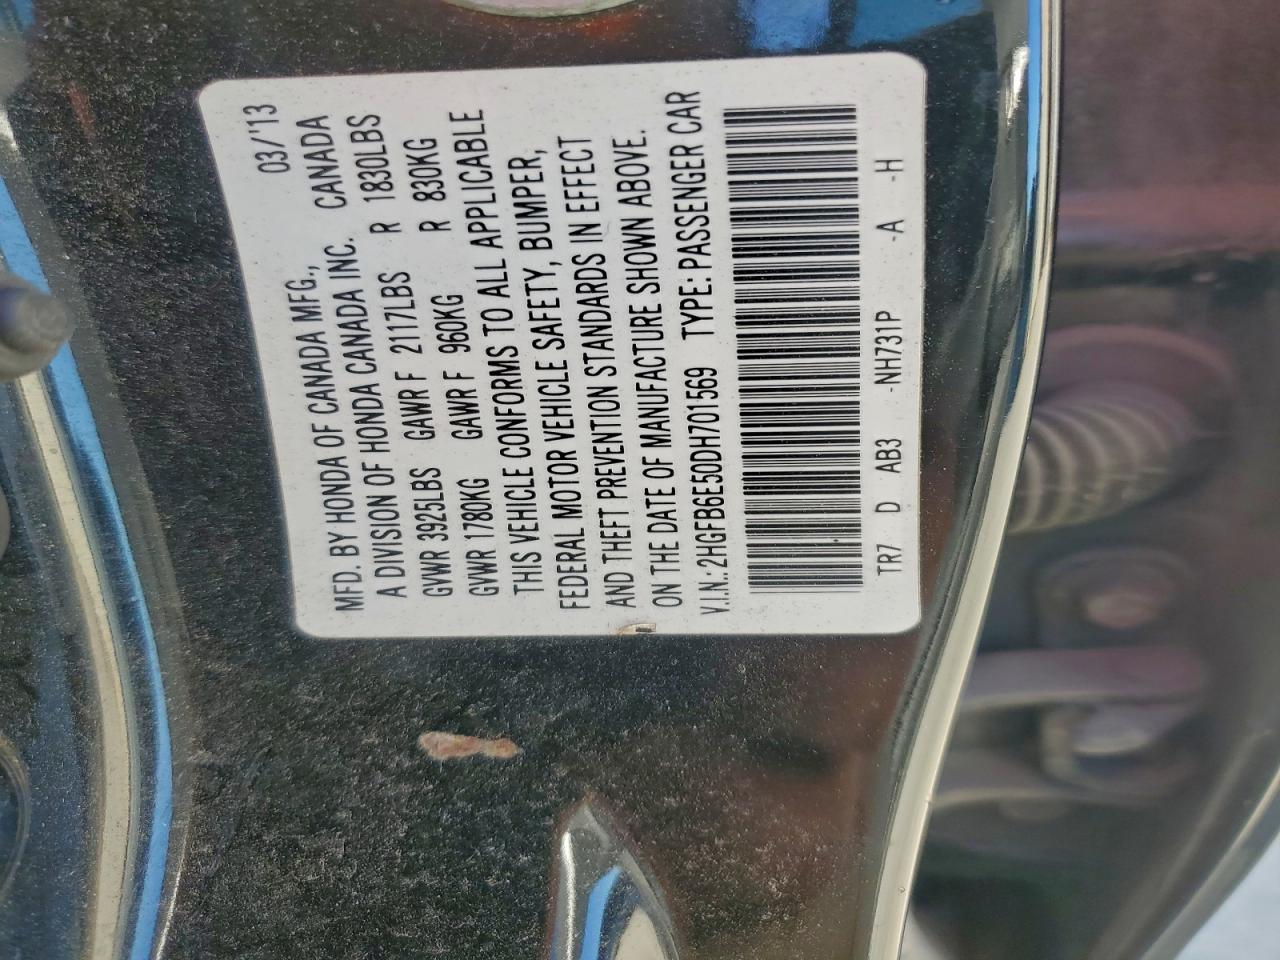 MFD. BY HONDA OF CANADA MFG., 03/'13
A DIVISION OF HONDA CANADA INC. CANADA
GVWR 3925LBS GAWR F 2117LBS R 1830LBS
GVWR 1780KG GAWR F 960KG R 830KG
THIS VEHICLE CONFORMS TO ALL APPLICABLE
FEDERAL MOTOR VEHICLE SAFETY, BUMPER,
AND THEFT PREVENTION STANDARDS IN EFFECT
ON THE DATE OF MANUFACTURE SHOWN ABOVE.
V.I.N.: 2HGFB6E50DH701569 TYPE: PASSENGER CAR
TR7 D AB3 -NH731P -A -H